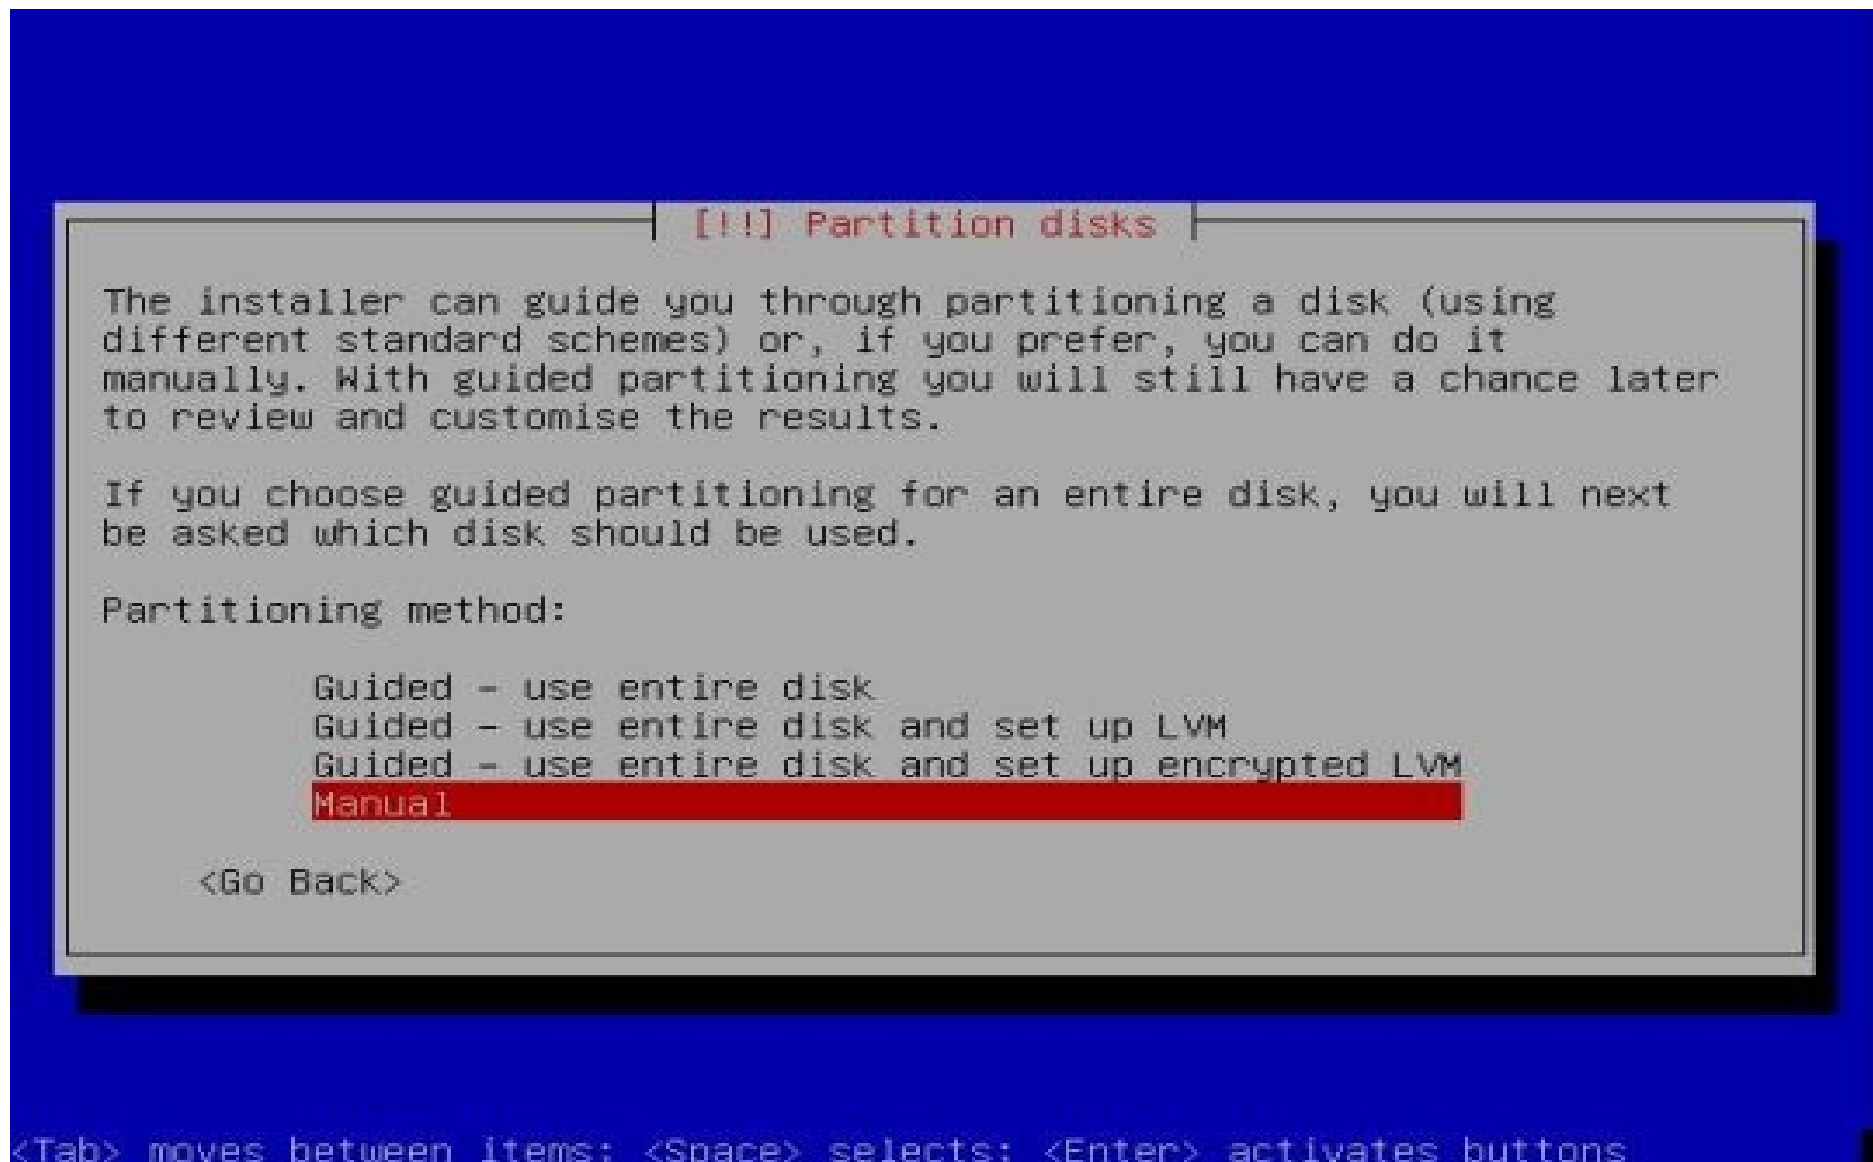 [!!] Partition disks
The installer can guide you through partitioning a disk (using
different standard schemes) or, if you prefer, you can do it
manually. With guided partitioning you will still have a chance later
to review and customise the results.
If you choose guided partitioning for an entire disk, you will next
be asked which disk should be used.
Partitioning method:
Guided - use entire disk
Guided - use entire disk and set up LVM
Guided - use entire disk and set up encrypted LVM
Manual
<Go Back>
<Tab> moves between items; <Space> selects; <Enter> activates buttons